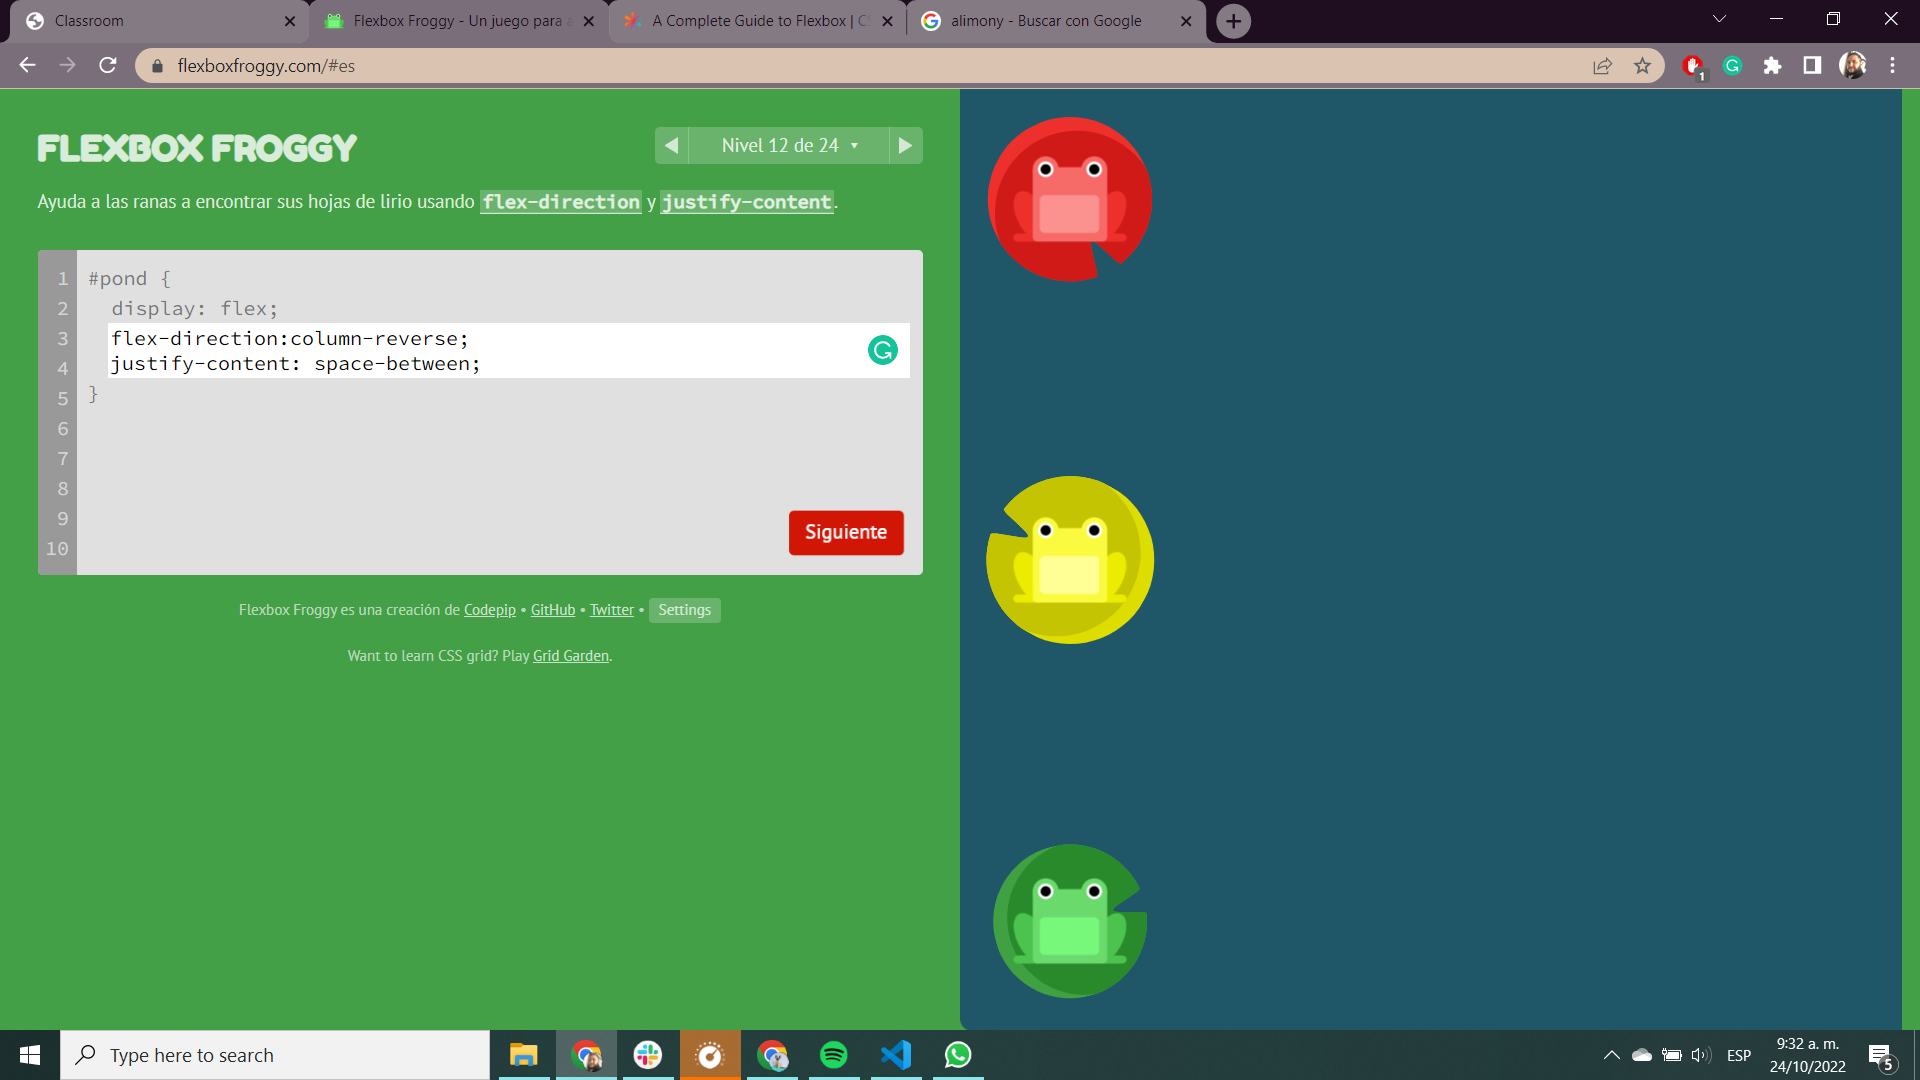 Classroom
Flexbox Froggy - Un juego para a
A Complete Guide to Flexbox | CS
alimony - Buscar con Google
flexboxfroggy.com/#es
1
FLEXBOX FROGGY
Nivel 12 de 24
Ayuda a las ranas a encontrar sus hojas de lirio usando flex-direction y justify-content.
1 #pond {
2 display: flex;
3 flex-direction:column-reverse;
4 justify-content: space-between;
5 }
6
7
8
9
10
Siguiente
Flexbox Froggy es una creación de Codepip • GitHub • Twitter • Settings
Want to learn CSS grid? Play Grid Garden.
Type here to search
ESP
9:32 a. m.
24/10/2022
5